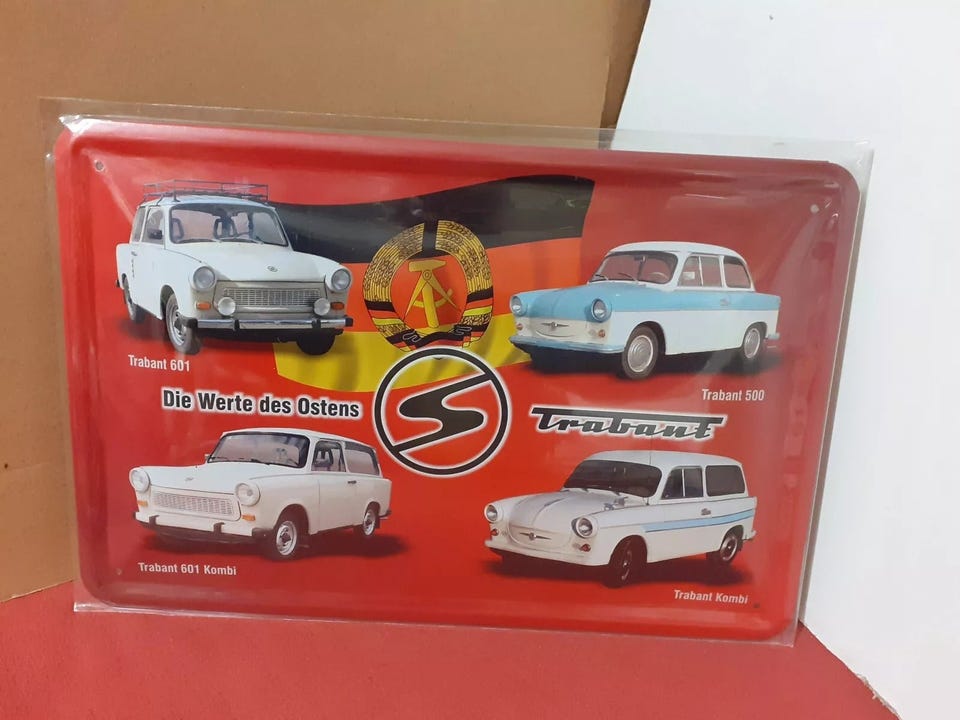 Trabant 601
Trabant 500
Die Werte des Ostens
S
Trabant
Trabant 601 Kombi
Trabant Kombi